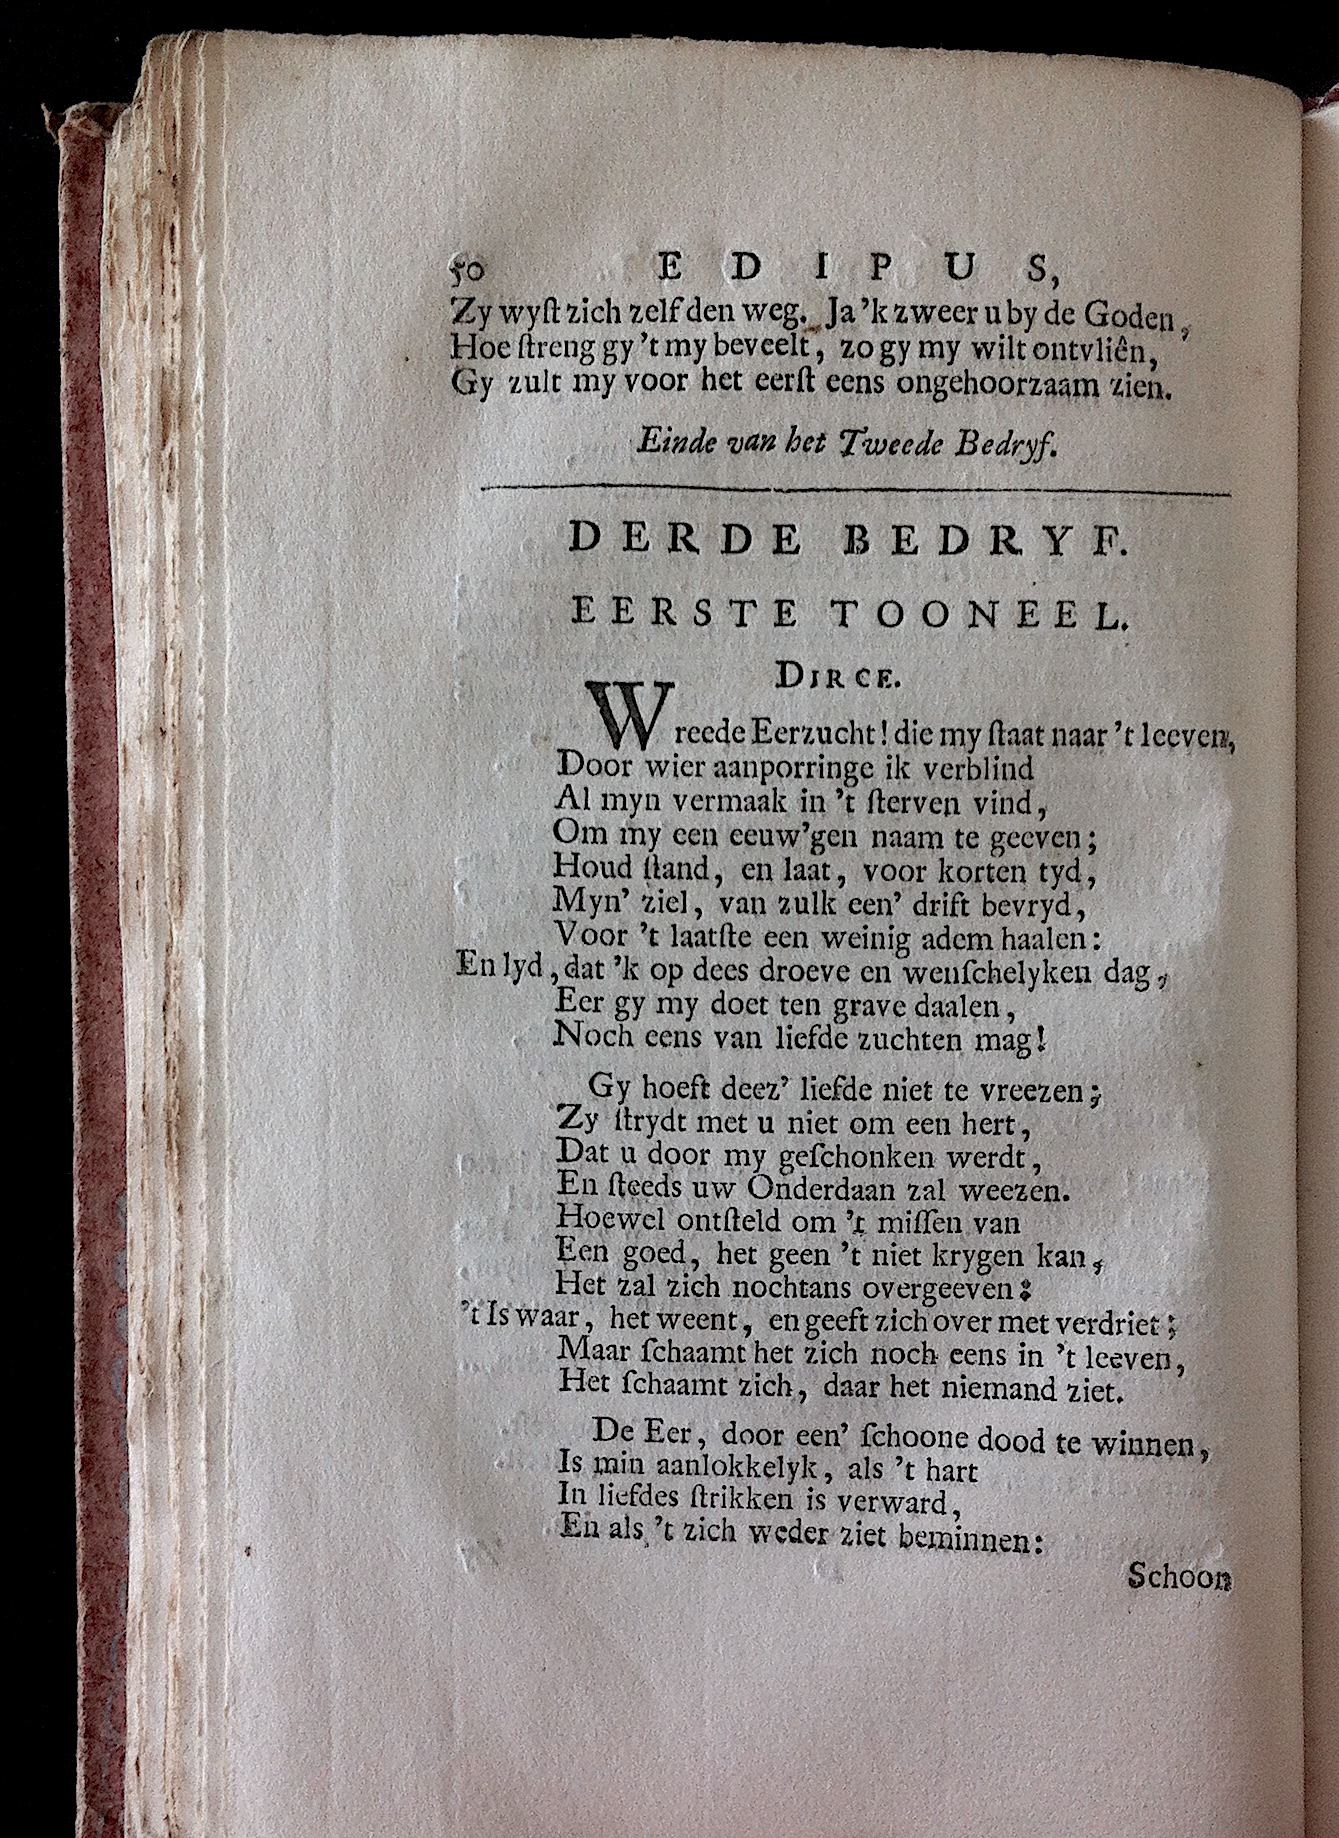 50 EDIPUS,
Zy wyſt zich zelf den weg. Ja 'k zweer u by de Goden,
Hoe ſtreng gy 't my beveelt, zo gy my wilt ontvliên,
Gy zult my voor het eerſt eens ongehoorzaam zien.
Einde van het Tweede Bedryf.
DERDE BEDRYF.
EERSTE TOONEEL.
DIRCE.
Wreede Eerzucht! die my ſtaat naar 't leeven,
Door wier aanporringe ik verblind
Al myn vermaak in 't ſterven vind,
Om my een eeuw'gen naam te geeven;
Houd ſtand, en laat, voor korten tyd,
Myn' ziel, van zulk een' drift bevryd,
Voor 't laatſte een weinig adem haalen:
En lyd, dat 'k op dees droeve en wenſchelyken dag,
Eer gy my doet ten grave daalen,
Noch eens van liefde zuchten mag!
Gy hoeft deez' liefde niet te vreezen;
Zy ſtrydt met u niet om een hert,
Dat u door my geſchonken werdt,
En ſteeds uw Onderdaan zal weezen.
Hoewel ontſteld om 't miſſen van
Een goed, het geen 't niet krygen kan,
Het zal zich nochtans overgeeven:
't Is waar, het weent, en geeft zich over met verdriet;
Maar ſchaamt het zich noch eens in 't leeven,
Het ſchaamt zich, daar het niemand ziet.
De Eer, door een' ſchoone dood te winnen,
Is min aanlokkelyk, als 't hart
In liefdes ſtrikken is verward,
En als 't zich weder ziet beminnen:
Schoon